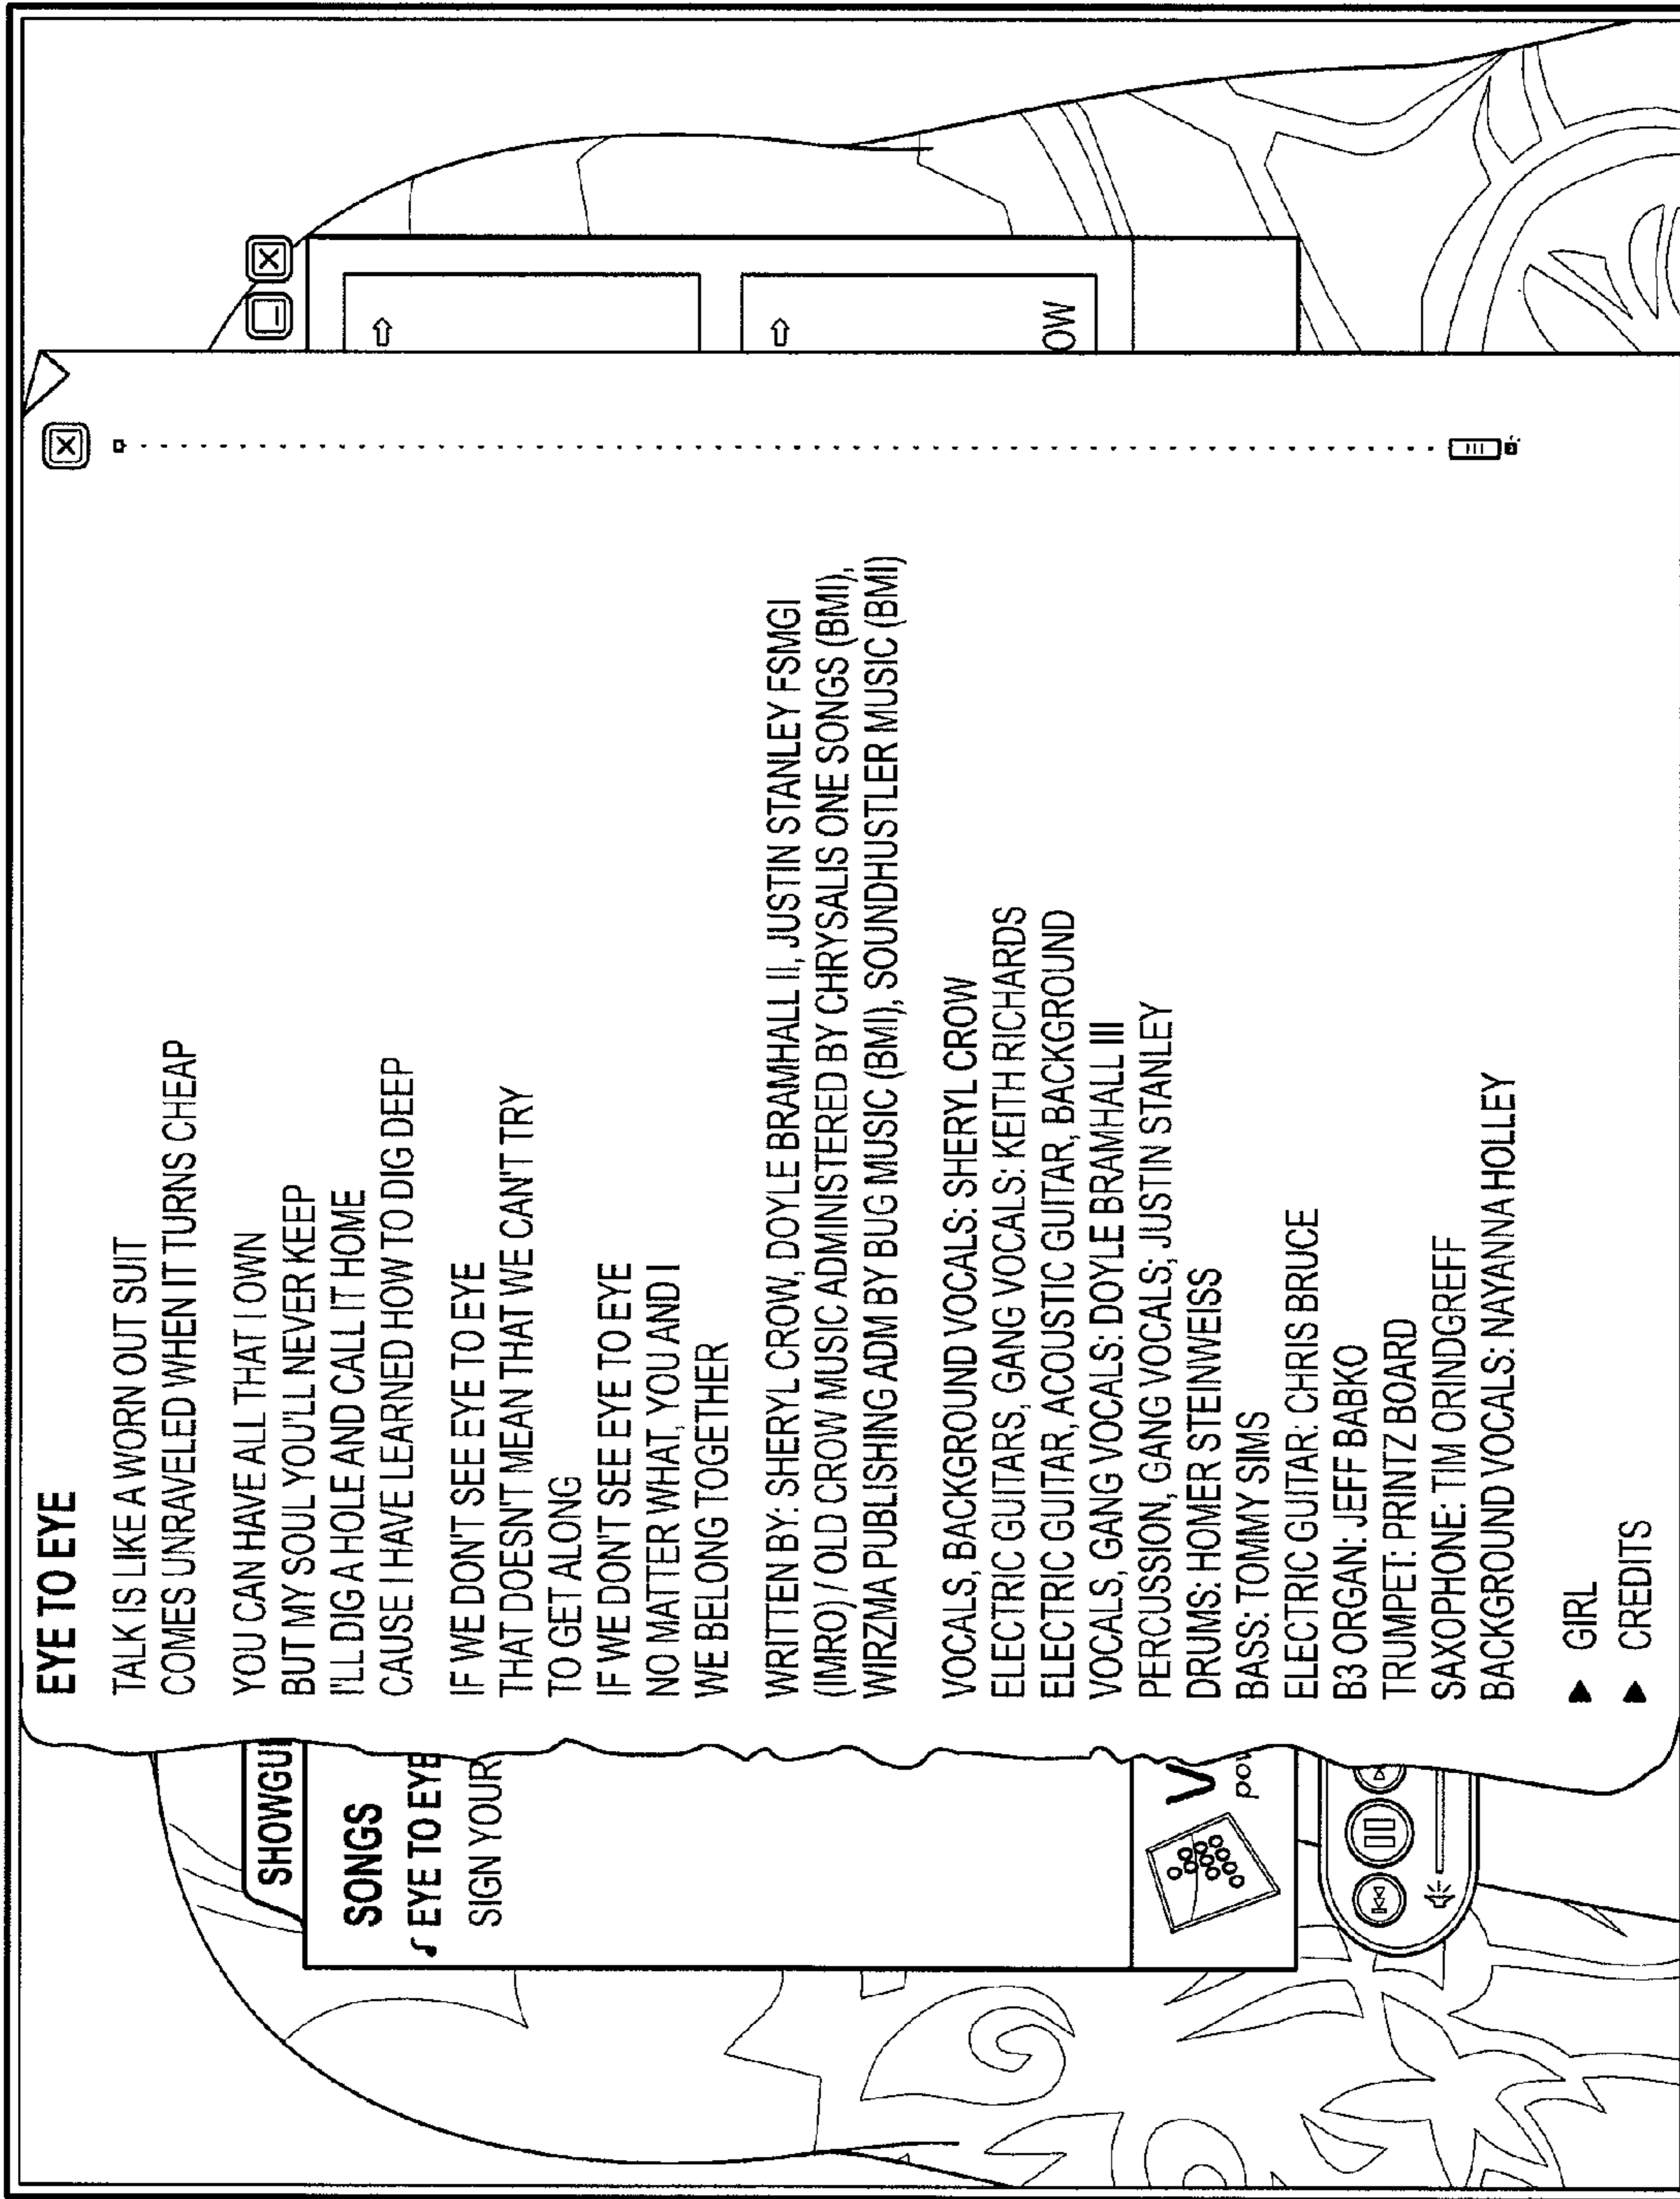 EYE TO EYE
TALK IS LIKE A WORN OUT SUIT
COMES UNRAVELED WHEN IT TURNS CHEAP
YOU CAN HAVE ALL THAT I OWN
BUT MY SOUL YOU'LL NEVER KEEP
I'LL DIG A HOLE AND CALL IT HOME
CAUSE I HAVE LEARNED HOW TO DIG DEEP
IF WE DON'T SEE EYE TO EYE
THAT DOESN'T MEAN THAT WE CAN'T TRY
TO GET ALONG
IF WE DON'T SEE EYE TO EYE
NO MATTER WHAT, YOU AND I
WE BELONG TOGETHER
WRITTEN BY: SHERYL CROW, DOYLE BRAMHALL II, JUSTIN STANLEY FSMGI
(IMRO) / OLD CROW MUSIC ADMINISTERED BY CHRYSALIS ONE SONGS (BMI),
WIRZMA PUBLISHING ADM BY BUG MUSIC (BMI), SOUNDHUSTLER MUSIC (BMI)
VOCALS, BACKGROUND VOCALS: SHERYL CROW
ELECTRIC GUITARS, GANG VOCALS: KEITH RICHARDS
ELECTRIC GUITAR, ACOUSTIC GUITAR, BACKGROUND
VOCALS, GANG VOCALS: DOYLE BRAMHALL III
PERCUSSION, GANG VOCALS; JUSTIN STANLEY
DRUMS: HOMER STEINWEISS
BASS: TOMMY SIMS
ELECTRIC GUITAR: CHRIS BRUCE
B3 ORGAN: JEFF BABKO
TRUMPET: PRINTZ BOARD
SAXOPHONE: TIM ORINDGREFF
BACKGROUND VOCALS: NAYANNA HOLLEY
▶ GIRL
▲ CREDITS
SHOWGUI
SONGS
♪ EYE TO EYE
SIGN YOUR
V
pow
OW